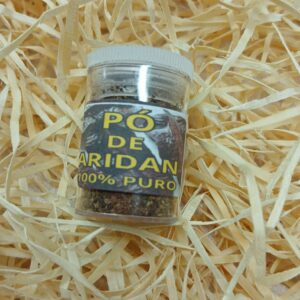 PÓ
DE
ARIDAN
100% PURO